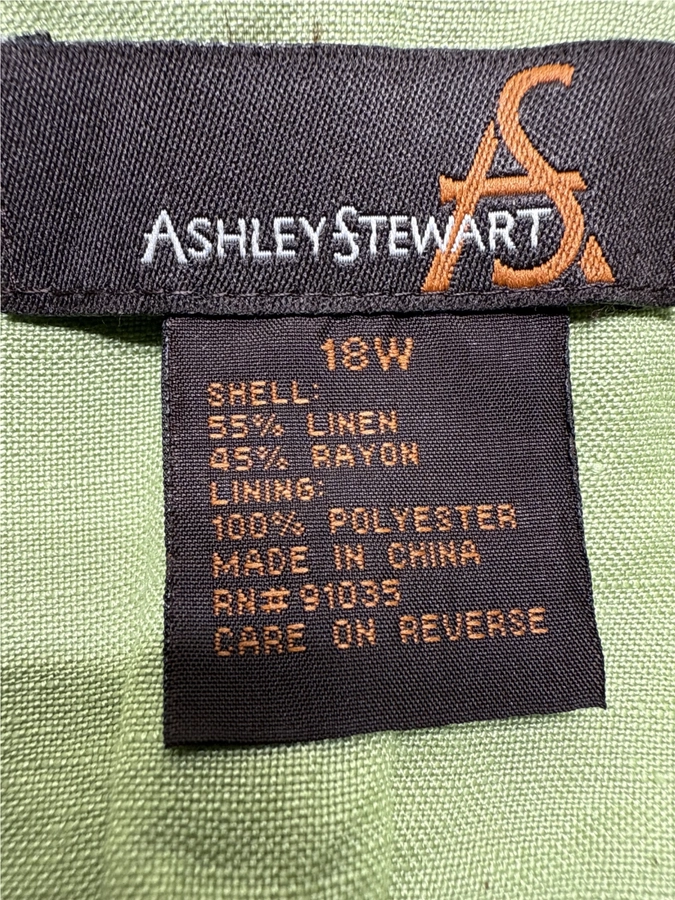 AS
ASHLEY STEWART
18W
SHELL:
55% LINEN
45% RAYON
LINING:
100% POLYESTER
MADE IN CHINA
RN# 91035
CARE ON REVERSE